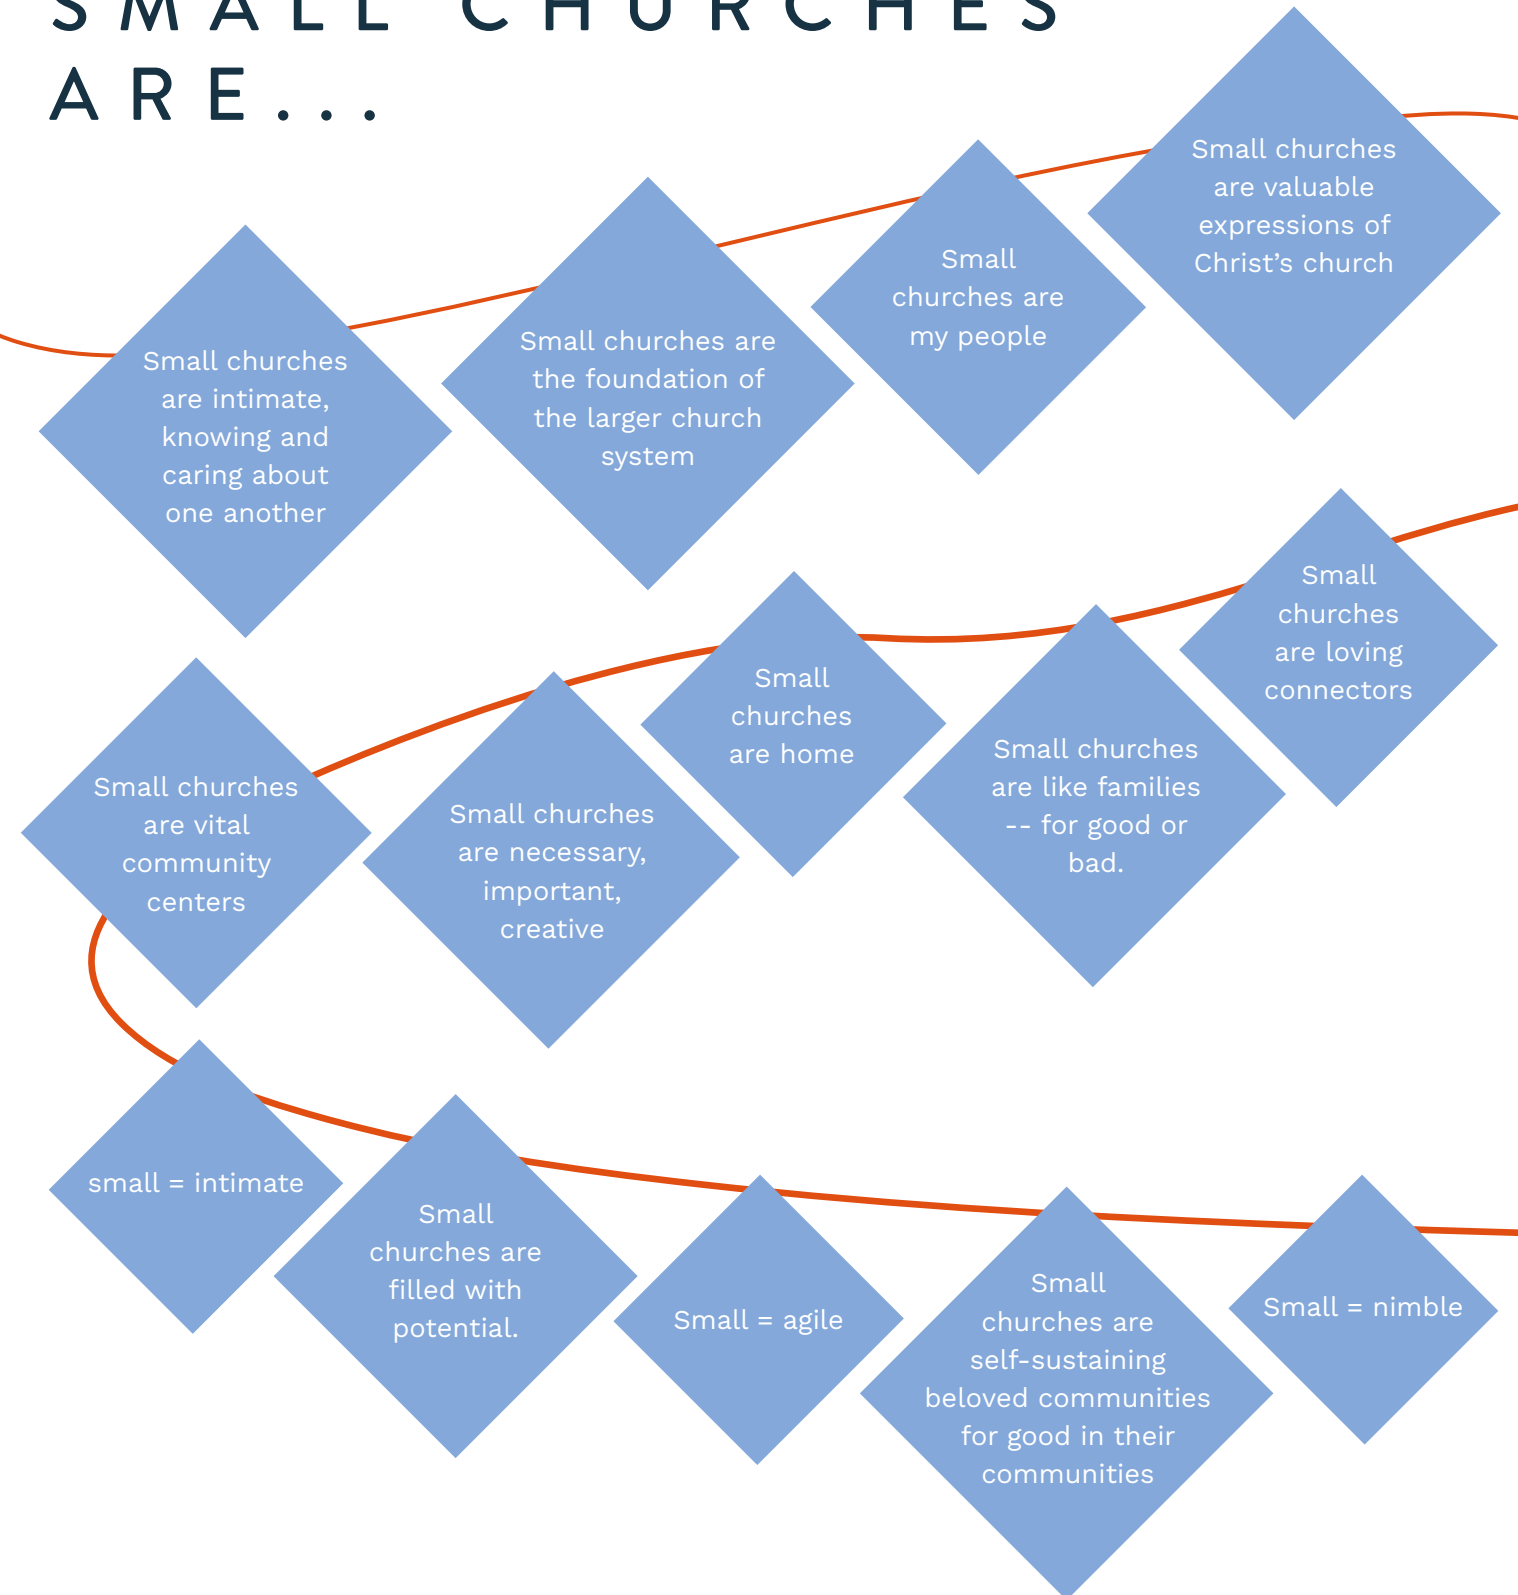 SMALL CHURCHES
ARE...
Small churches
are intimate,
knowing and
caring about
one another
Small churches are
the foundation of
the larger church
system
Small
churches are
my people
Small churches
are valuable
expressions of
Christ's church
Small churches
are vital
community
centers
Small churches
are necessary,
important,
creative
Small
churches
are home
Small churches
are like families
-- for good or
bad.
Small
churches
are loving
connectors
small = intimate
Small
churches are
filled with
potential.
Small = agile
Small
churches are
self-sustaining
beloved communities
for good in their
communities
Small = nimble